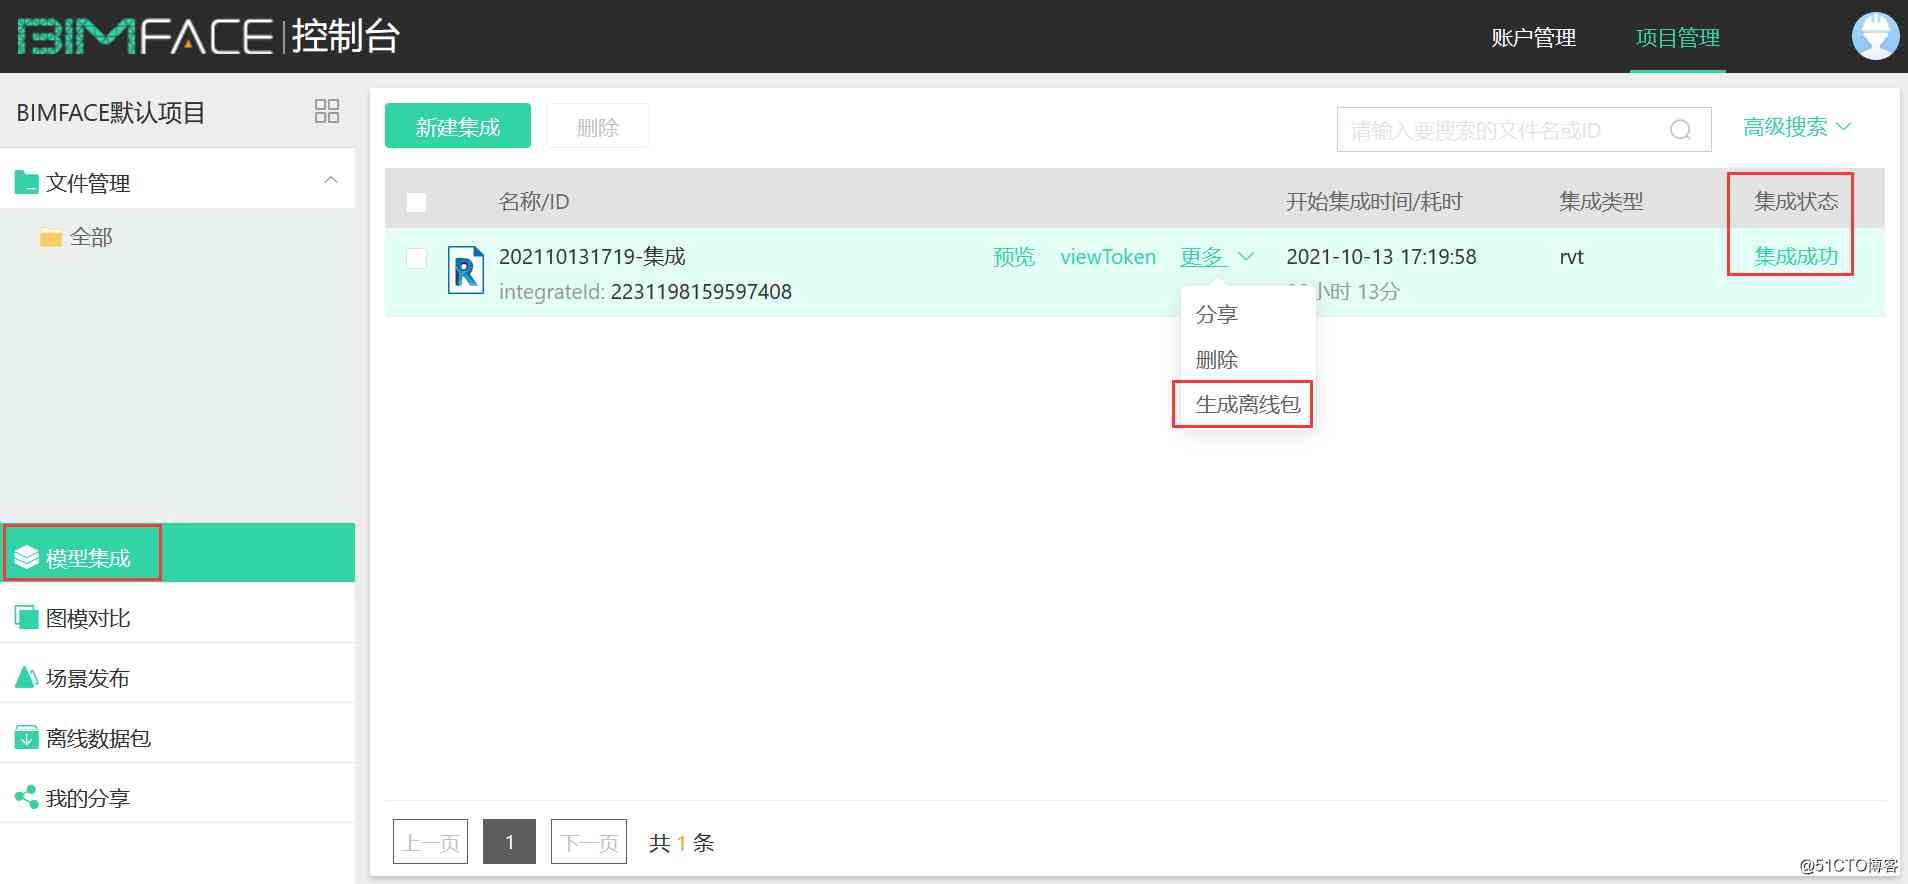 BIMFACE 控制台
账户管理
项目管理
BIMFACE默认项目
文件管理
全部
模型集成
图模对比
场景发布
离线数据包
我的分享
新建集成
删除
请输入要搜索的文件名或ID
高级搜索
名称/ID
开始集成时间/耗时
集成类型
集成状态
202110131719-集成
预览
viewToken
更多
2021-10-13 17:19:58
rvt
集成成功
integrateId: 2231198159597408
小时 13分
分享
删除
生成离线包
上一页
1
下一页
共 1 条
@51CTO博客